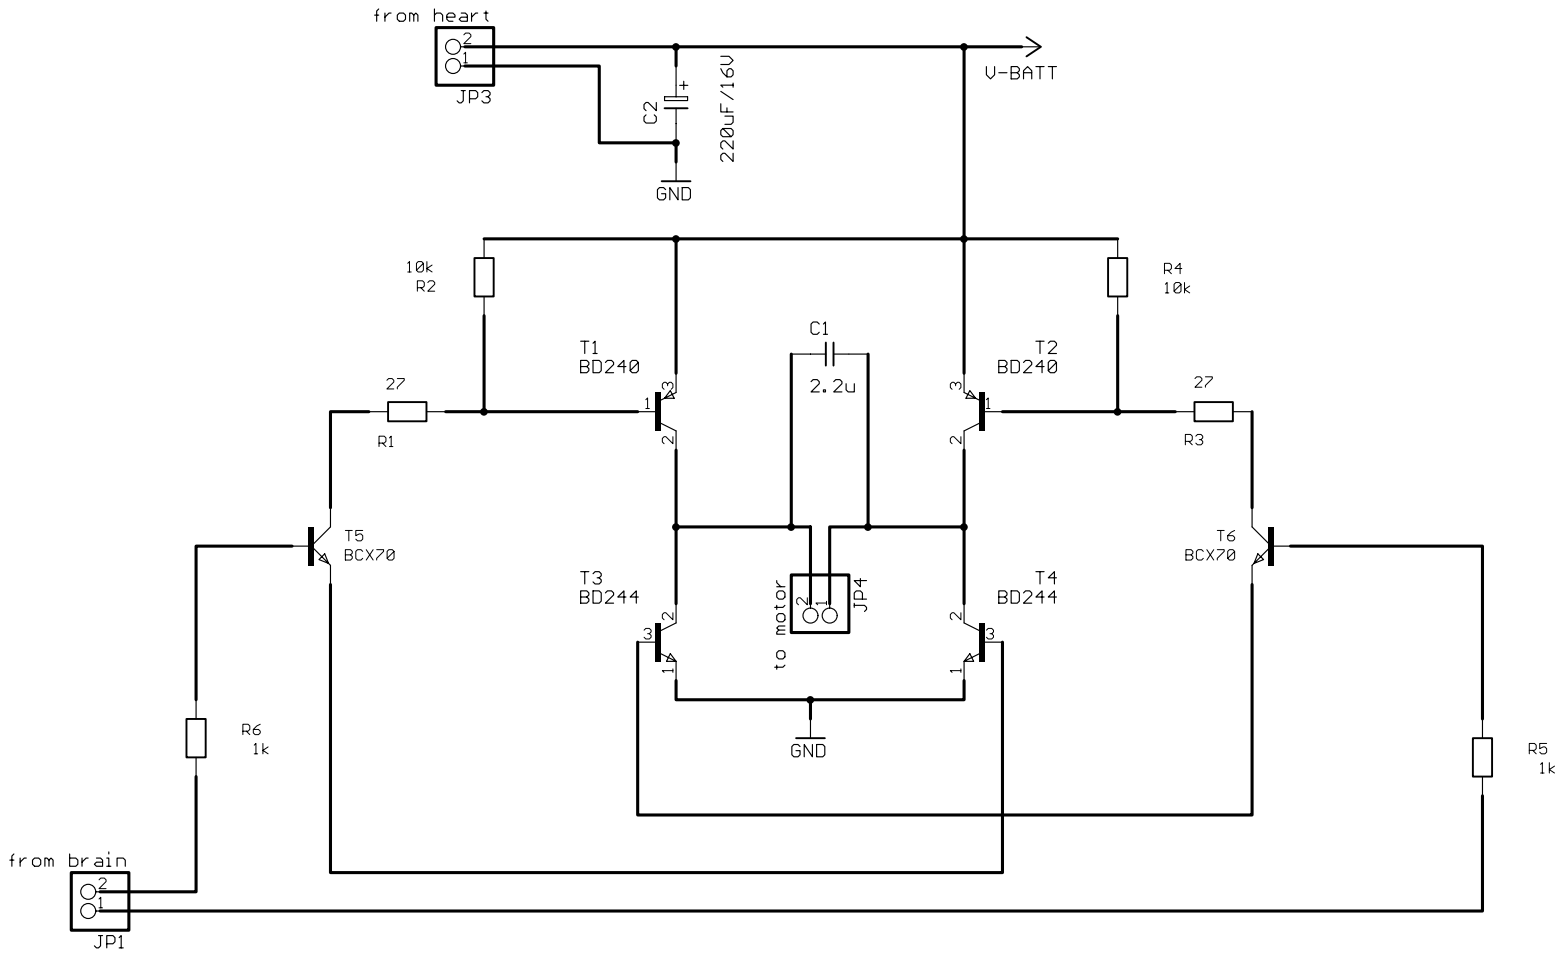 from heart
2
1
JP3
V-BATT
+
C2
220uF/16V
GND
10k
R2
R4
10k
C1
2.2u
T1
BD240
T2
BD240
27
R1
1
3
2
3
1
2
27
R3
T5
BCX70
T6
BCX70
T3
BD244
T4
BD244
3
2
1
2
3
1
to motor
2
1
JP4
GND
R6
1k
R5
1k
from brain
2
1
JP1